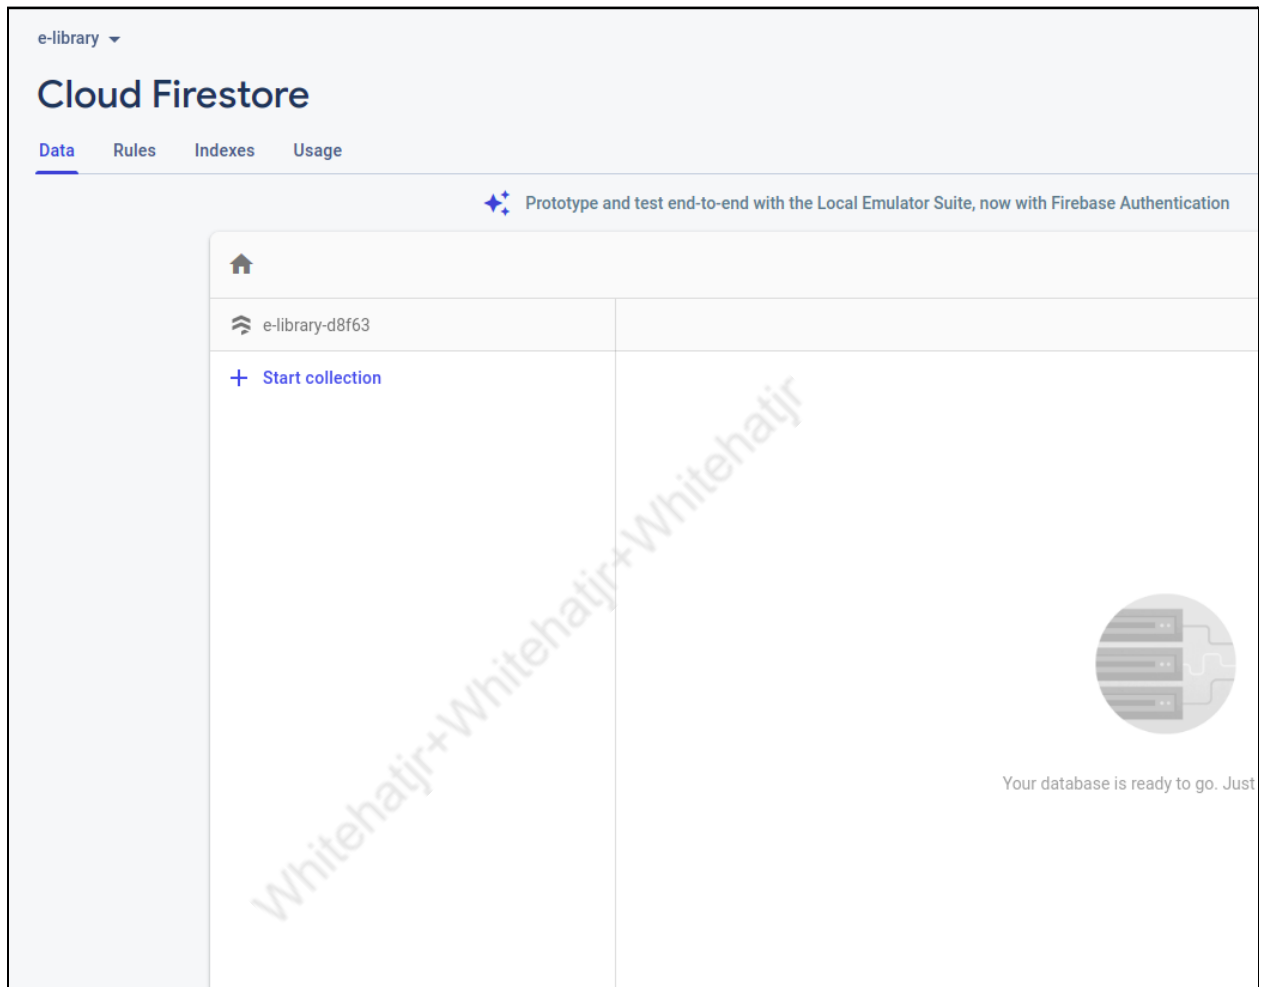 e-library
Cloud Firestore
Data Rules Indexes Usage
Prototype and test end-to-end with the Local Emulator Suite, now with Firebase Authentication
e-library-d8f63
+ Start collection
Whitehatjr+Whitehatjr+Whitehatjr
Your database is ready to go. Just